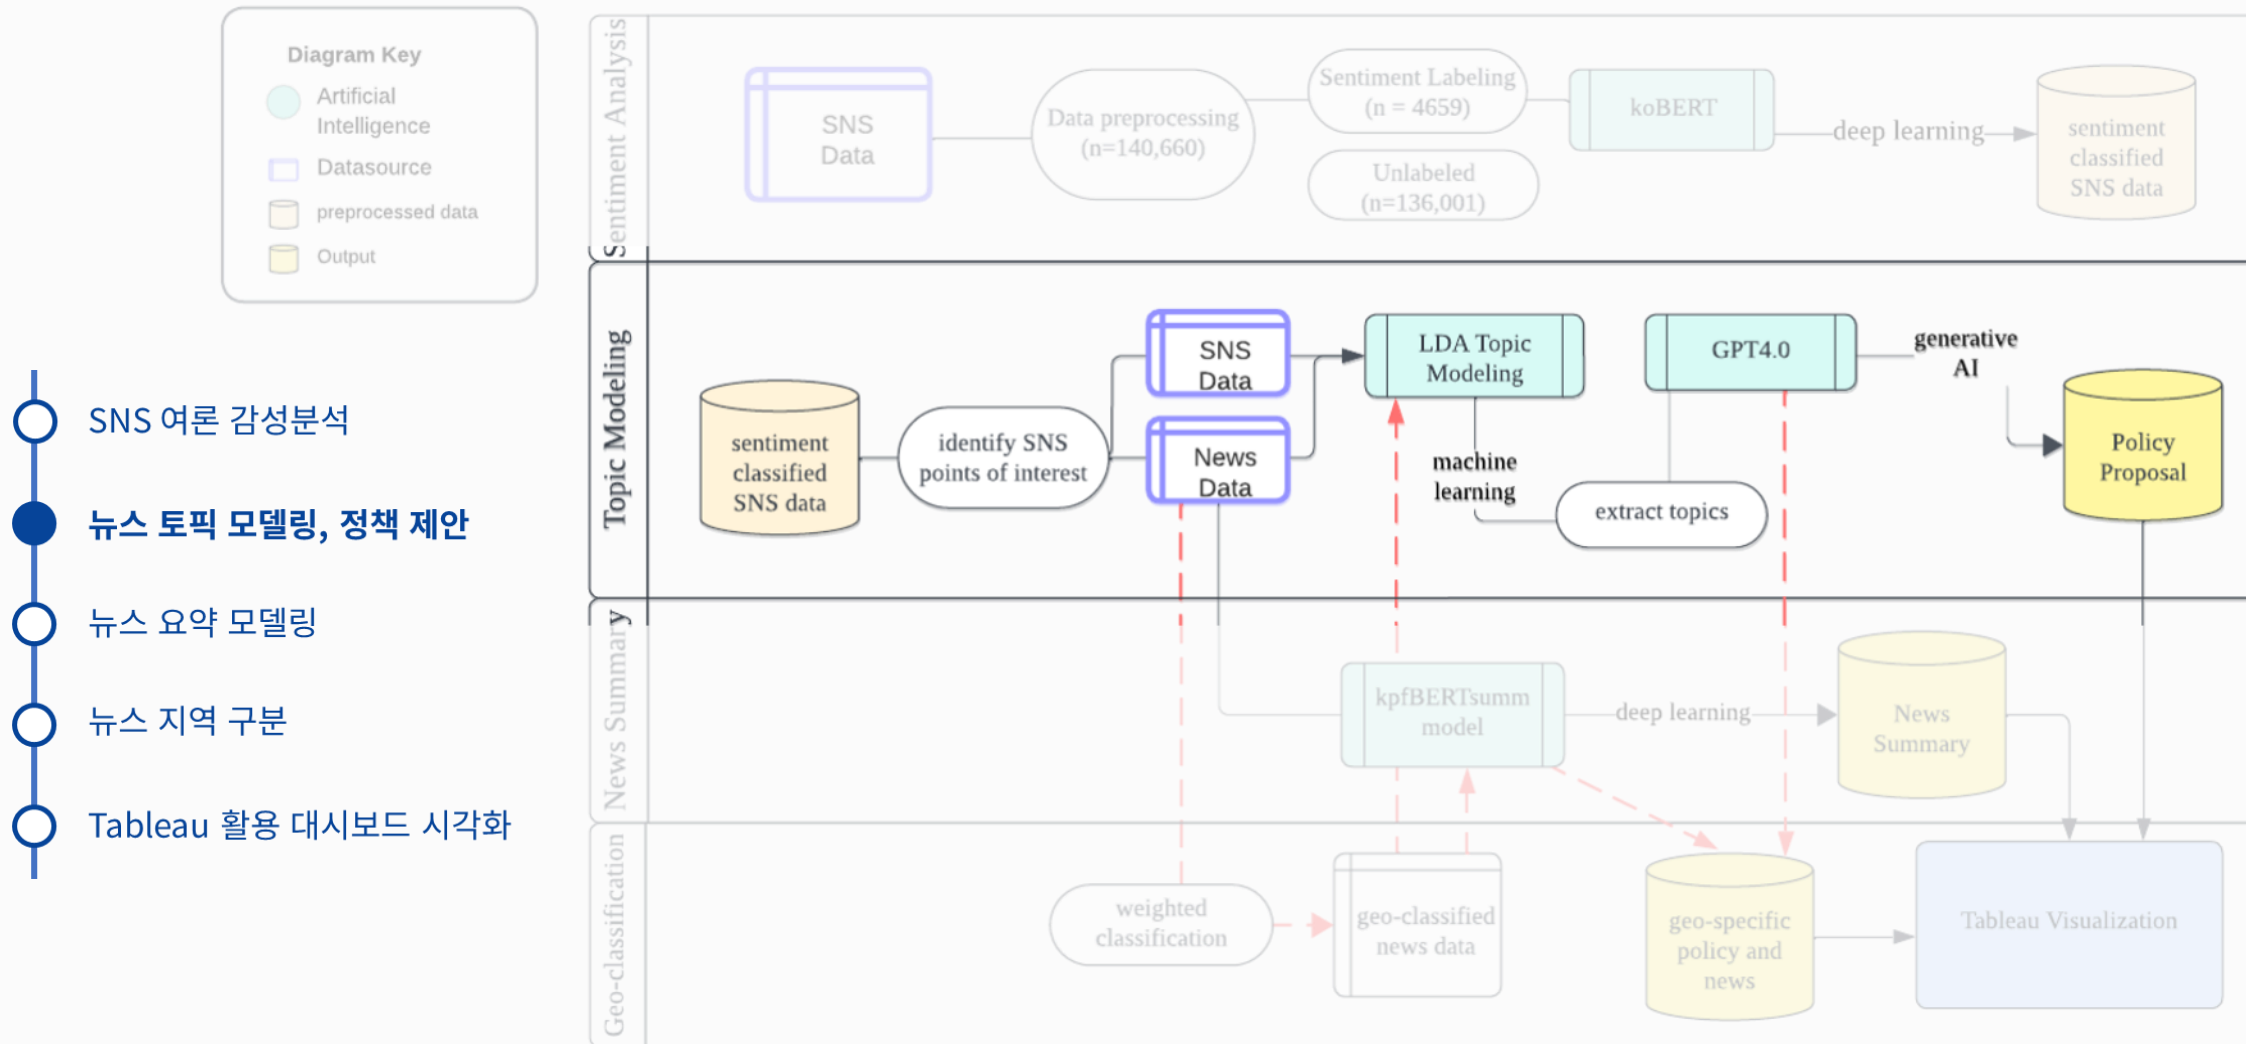 Diagram Key
Artificial
Intelligence
Datasource
preprocessed data
Output
SNS 여론 감성분석
뉴스 토픽 모델링, 정책 제안
뉴스 요약 모델링
뉴스 지역 구분
Tableau 활용 대시보드 시각화
Sentiment Analysis
SNS
Data
Data preprocessing
(n=140,660)
Sentiment Labeling
(n = 4659)
Unlabeled
(n=136,001)
koBERT
deep learning
sentiment
classified
SNS data
Topic Modeling
sentiment
classified
SNS data
identify SNS
points of interest
SNS
Data
News
Data
LDA Topic
Modeling
machine
learning
extract topics
GPT4.0
generative
AI
Policy
Proposal
News Summary
kpfBERTsumm
model
deep learning
News
Summary
Geo-classification
weighted
classification
geo-classified
news data
geo-specific
policy and
news
Tableau Visualization